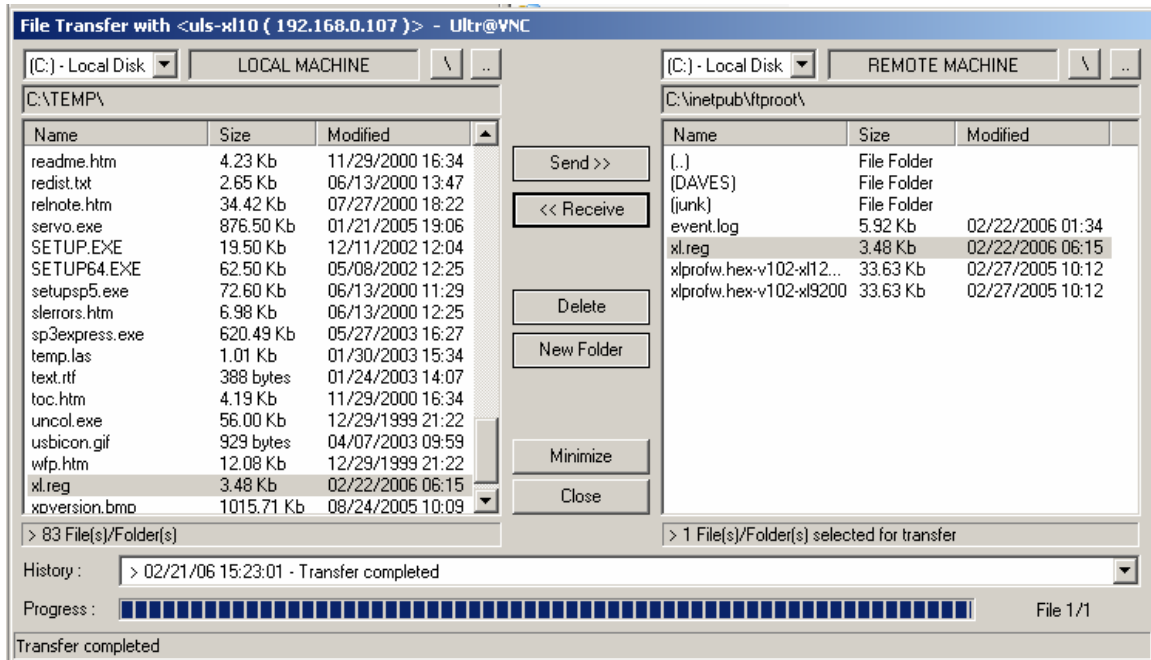 File Transfer with <uls-xl10 ( 192.168.0.107 )> - Ultr@VNC
(C:) - Local Disk LOCAL MACHINE \ ..
C:\TEMP\
Name Size Modified
readme.htm 4.23 Kb 11/29/2000 16:34
redist.txt 2.65 Kb 06/13/2000 13:47
relnote.htm 34.42 Kb 07/27/2000 18:22
servo.exe 876.50 Kb 01/21/2005 19:06
SETUP.EXE 19.50 Kb 12/11/2002 12:04
SETUP64.EXE 62.50 Kb 05/08/2002 12:25
setupsp5.exe 72.60 Kb 06/13/2000 11:29
slerrors.htm 6.98 Kb 06/13/2000 12:25
sp3express.exe 620.49 Kb 05/27/2003 16:27
temp.las 1.01 Kb 01/30/2003 15:34
text.rtf 388 bytes 01/24/2003 14:07
toc.htm 4.19 Kb 11/29/2000 16:34
uncol.exe 56.00 Kb 12/29/1999 21:22
usbicon.gif 929 bytes 04/07/2003 09:59
wfp.htm 12.08 Kb 12/29/1999 21:22
xl.reg 3.48 Kb 02/22/2006 06:15
xpversion.bmp 1015.71 Kb 08/24/2005 10:09
> 83 File(s)/Folder(s)
Send >>
<< Receive
Delete
New Folder
Minimize
Close
(C:) - Local Disk REMOTE MACHINE \ ..
C:\inetpub\ftproot\
Name Size Modified
(..) File Folder
(DAVES) File Folder
(junk) File Folder
event.log 5.92 Kb 02/22/2006 01:34
xl.reg 3.48 Kb 02/22/2006 06:15
xlprofw.hex-v102-xl12... 33.63 Kb 02/27/2005 10:12
xlprofw.hex-v102-xl9200 33.63 Kb 02/27/2005 10:12
> 1 File(s)/Folder(s) selected for transfer
History : > 02/21/06 15:23:01 - Transfer completed
Progress : File 1/1
Transfer completed